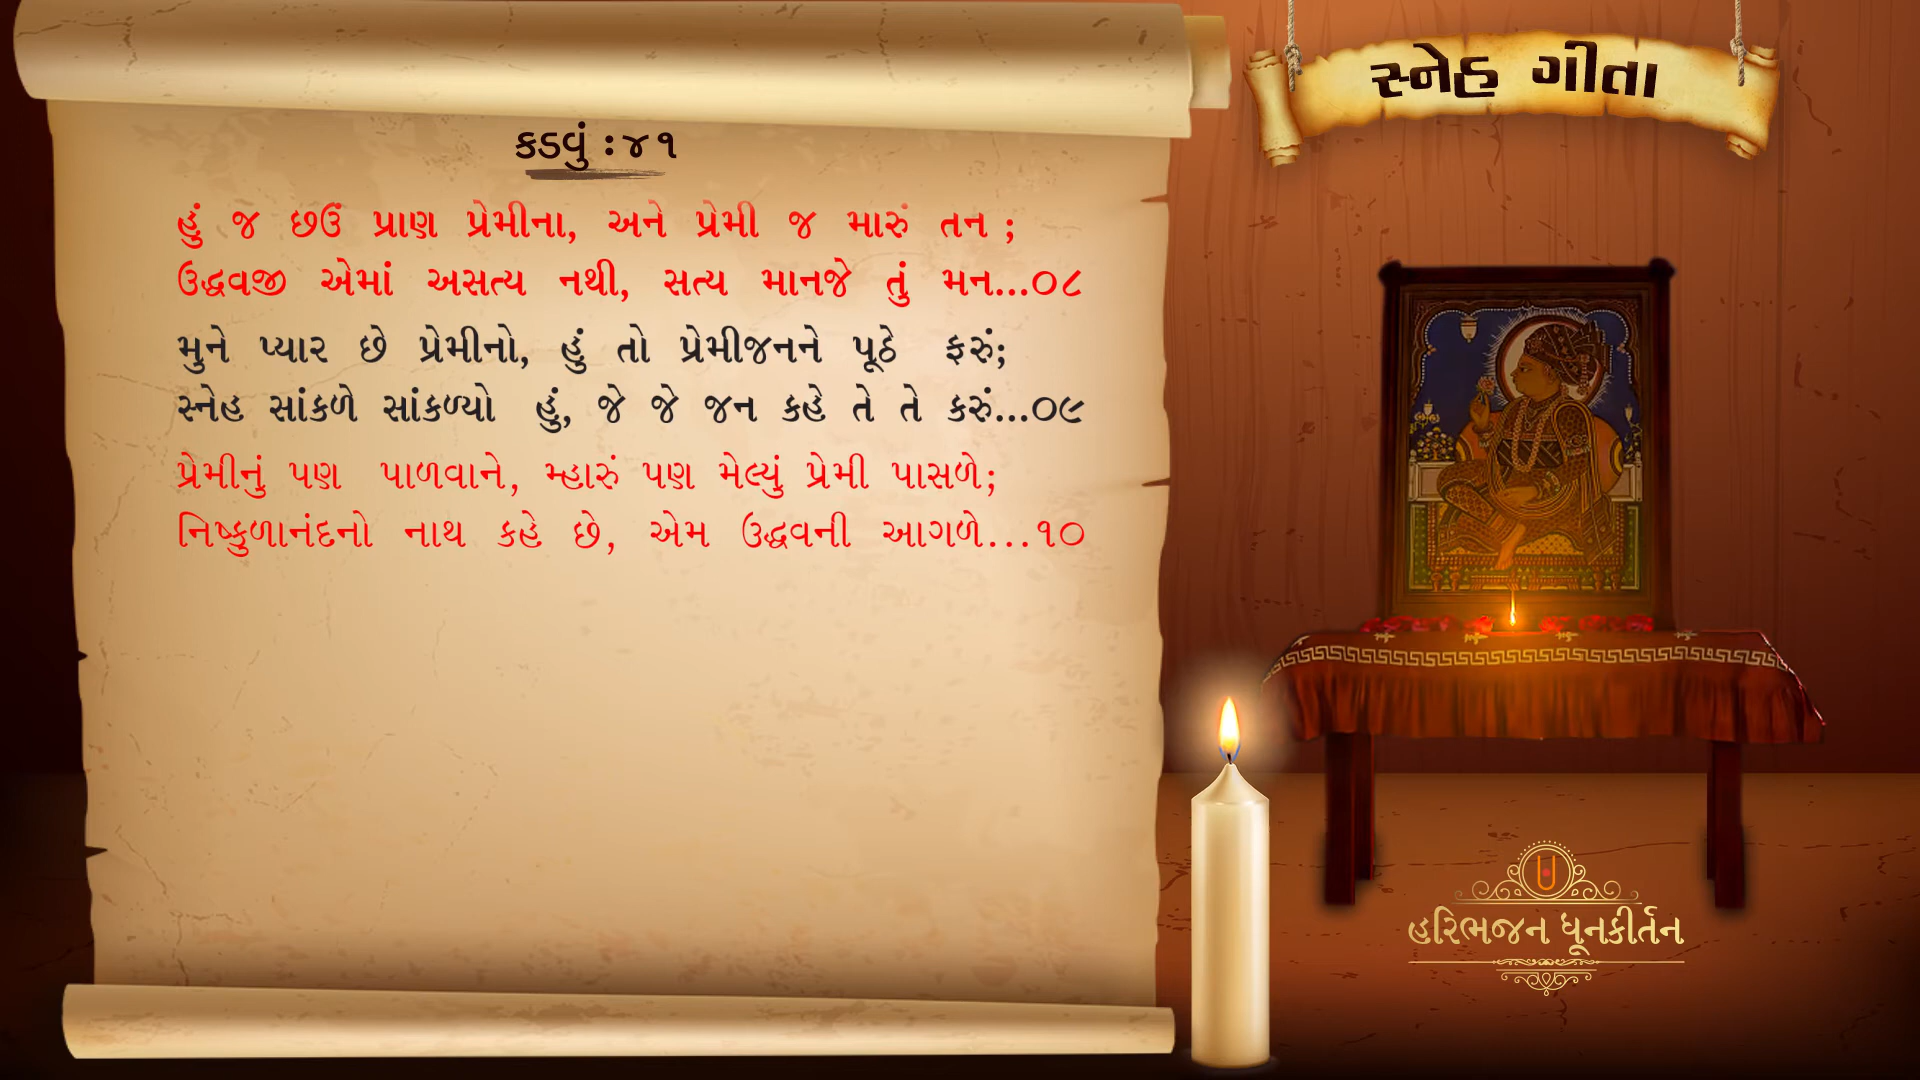 સ્નેહ ગીતા
કડવું :૪૧
હું જ છઉં પ્રાણ પ્રેમીના, અને પ્રેમી જ મારું તન ;
ઉદ્ધવજી એમાં અસત્ય નથી, સત્ય માનજે તું મન...૦૮
મુને પ્યાર છે પ્રેમીનો, હું તો પ્રેમીજનને પૂઠે ફરું;
સ્નેહ સાંકળે સાંકળ્યો હું, જે જે જન કહે તે તે કરું...૦૯
પ્રેમીનું પણ પાળવાને, મ્હારું પણ મેલ્યું પ્રેમી પાસળે;
નિષ્કુળાનંદનો નાથ કહે છે, એમ ઉદ્ધવની આગળે...૧૦
હરિભજન ધૂનકીર્તન